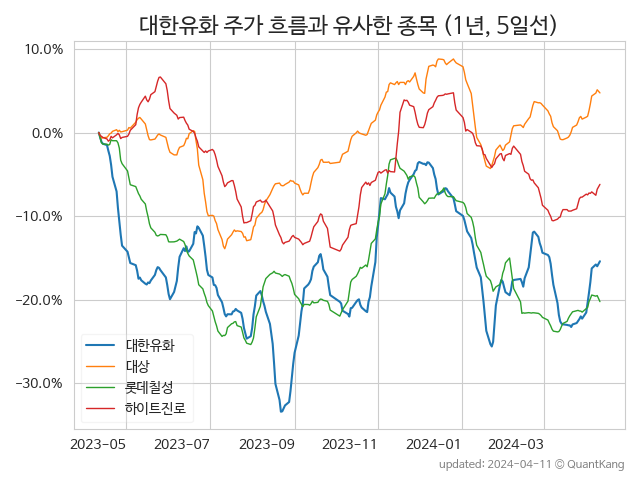 대한유화 주가 흐름과 유사한 종목 (1년, 5일선)
10.0%
0.0%
−10.0%
−20.0%
−30.0%
대한유화
대상
롯데칠성
하이트진로
2023-05 2023-07 2023-09 2023-11 2024-01 2024-03
updated: 2024-04-11 © QuantKang